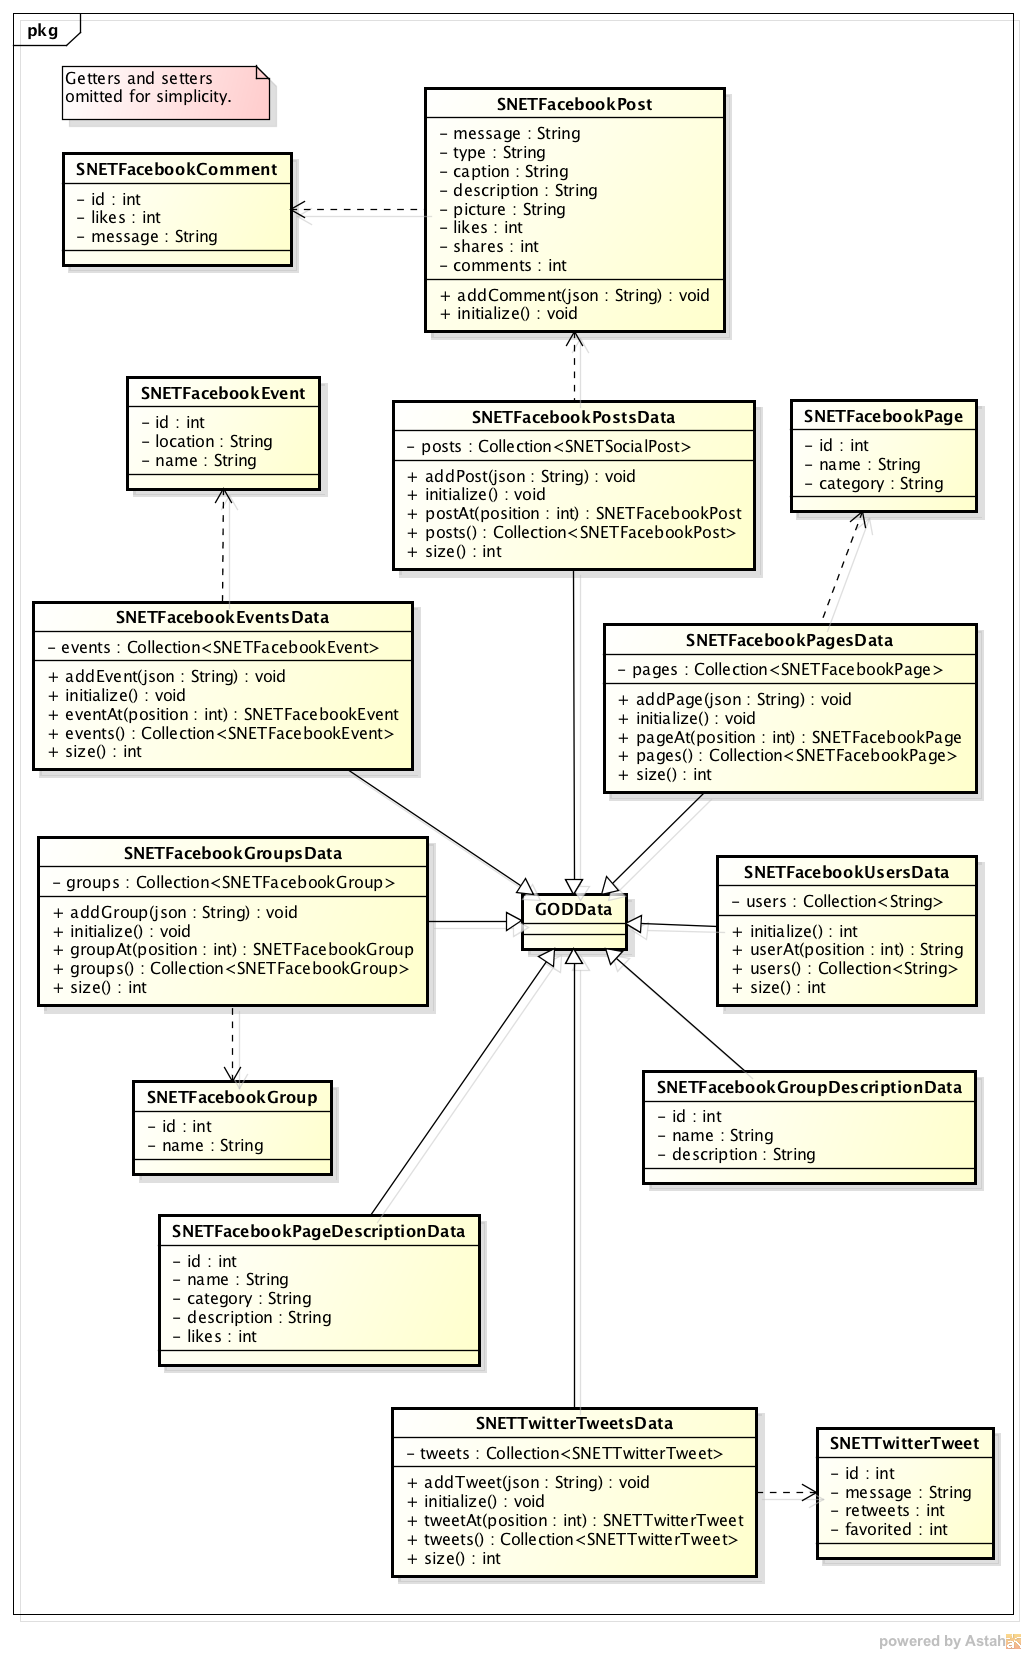 pkg
Getters and setters
omitted for simplicity.
SNETFacebookPost
- message : String
- type : String
- caption : String
- description : String
- picture : String
- likes : int
- shares : int
- comments : int
+ addComment(json : String) : void
+ initialize() : void
SNETFacebookComment
- id : int
- likes : int
- message : String
SNETFacebookEvent
- id : int
- location : String
- name : String
SNETFacebookPostsData
- posts : Collection<SNETSocialPost>
+ addPost(json : String) : void
+ initialize() : void
+ postAt(position : int) : SNETFacebookPost
+ posts() : Collection<SNETFacebookPost>
+ size() : int
SNETFacebookPage
- id : int
- name : String
- category : String
SNETFacebookEventsData
- events : Collection<SNETFacebookEvent>
+ addEvent(json : String) : void
+ initialize() : void
+ eventAt(position : int) : SNETFacebookEvent
+ events() : Collection<SNETFacebookEvent>
+ size() : int
SNETFacebookPagesData
- pages : Collection<SNETFacebookPage>
+ addPage(json : String) : void
+ initialize() : void
+ pageAt(position : int) : SNETFacebookPage
+ pages() : Collection<SNETFacebookPage>
+ size() : int
SNETFacebookGroupsData
- groups : Collection<SNETFacebookGroup>
+ addGroup(json : String) : void
+ initialize() : void
+ groupAt(position : int) : SNETFacebookGroup
+ groups() : Collection<SNETFacebookGroup>
+ size() : int
GODData
SNETFacebookUsersData
- users : Collection<String>
+ initialize() : int
+ userAt(position : int) : String
+ users() : Collection<String>
+ size() : int
SNETFacebookGroup
- id : int
- name : String
SNETFacebookGroupDescriptionData
- id : int
- name : String
- description : String
SNETFacebookPageDescriptionData
- id : int
- name : String
- category : String
- description : String
- likes : int
SNETTwitterTweetsData
- tweets : Collection<SNETTwitterTweet>
+ addTweet(json : String) : void
+ initialize() : void
+ tweetAt(position : int) : SNETTwitterTweet
+ tweets() : Collection<SNETTwitterTweet>
+ size() : int
SNETTwitterTweet
- id : int
- message : String
- retweets : int
- favorited : int
powered by Astah